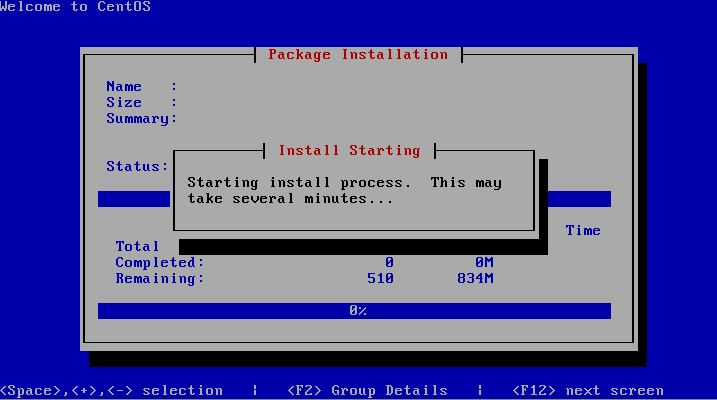 Welcome to CentOS
Package Installation
Name :
Size :
Summary:
Install Starting
Status:
Starting install process. This may
take several minutes...
Time
Total
Completed: 0 0M
Remaining: 510 834M
0%
<Space>,<+>,<-> selection | <F2> Group Details | <F12> next screen